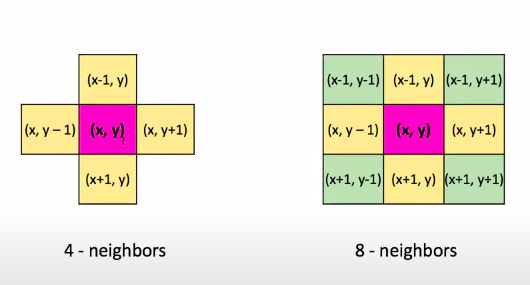 (x-1, y)
(x, y – 1) (x, y) (x, y+1)
(x+1, y)
4 - neighbors
(x-1, y-1) (x-1, y) (x-1, y+1)
(x, y – 1) (x, y) (x, y+1)
(x+1, y-1) (x+1, y) (x+1, y+1)
8 - neighbors